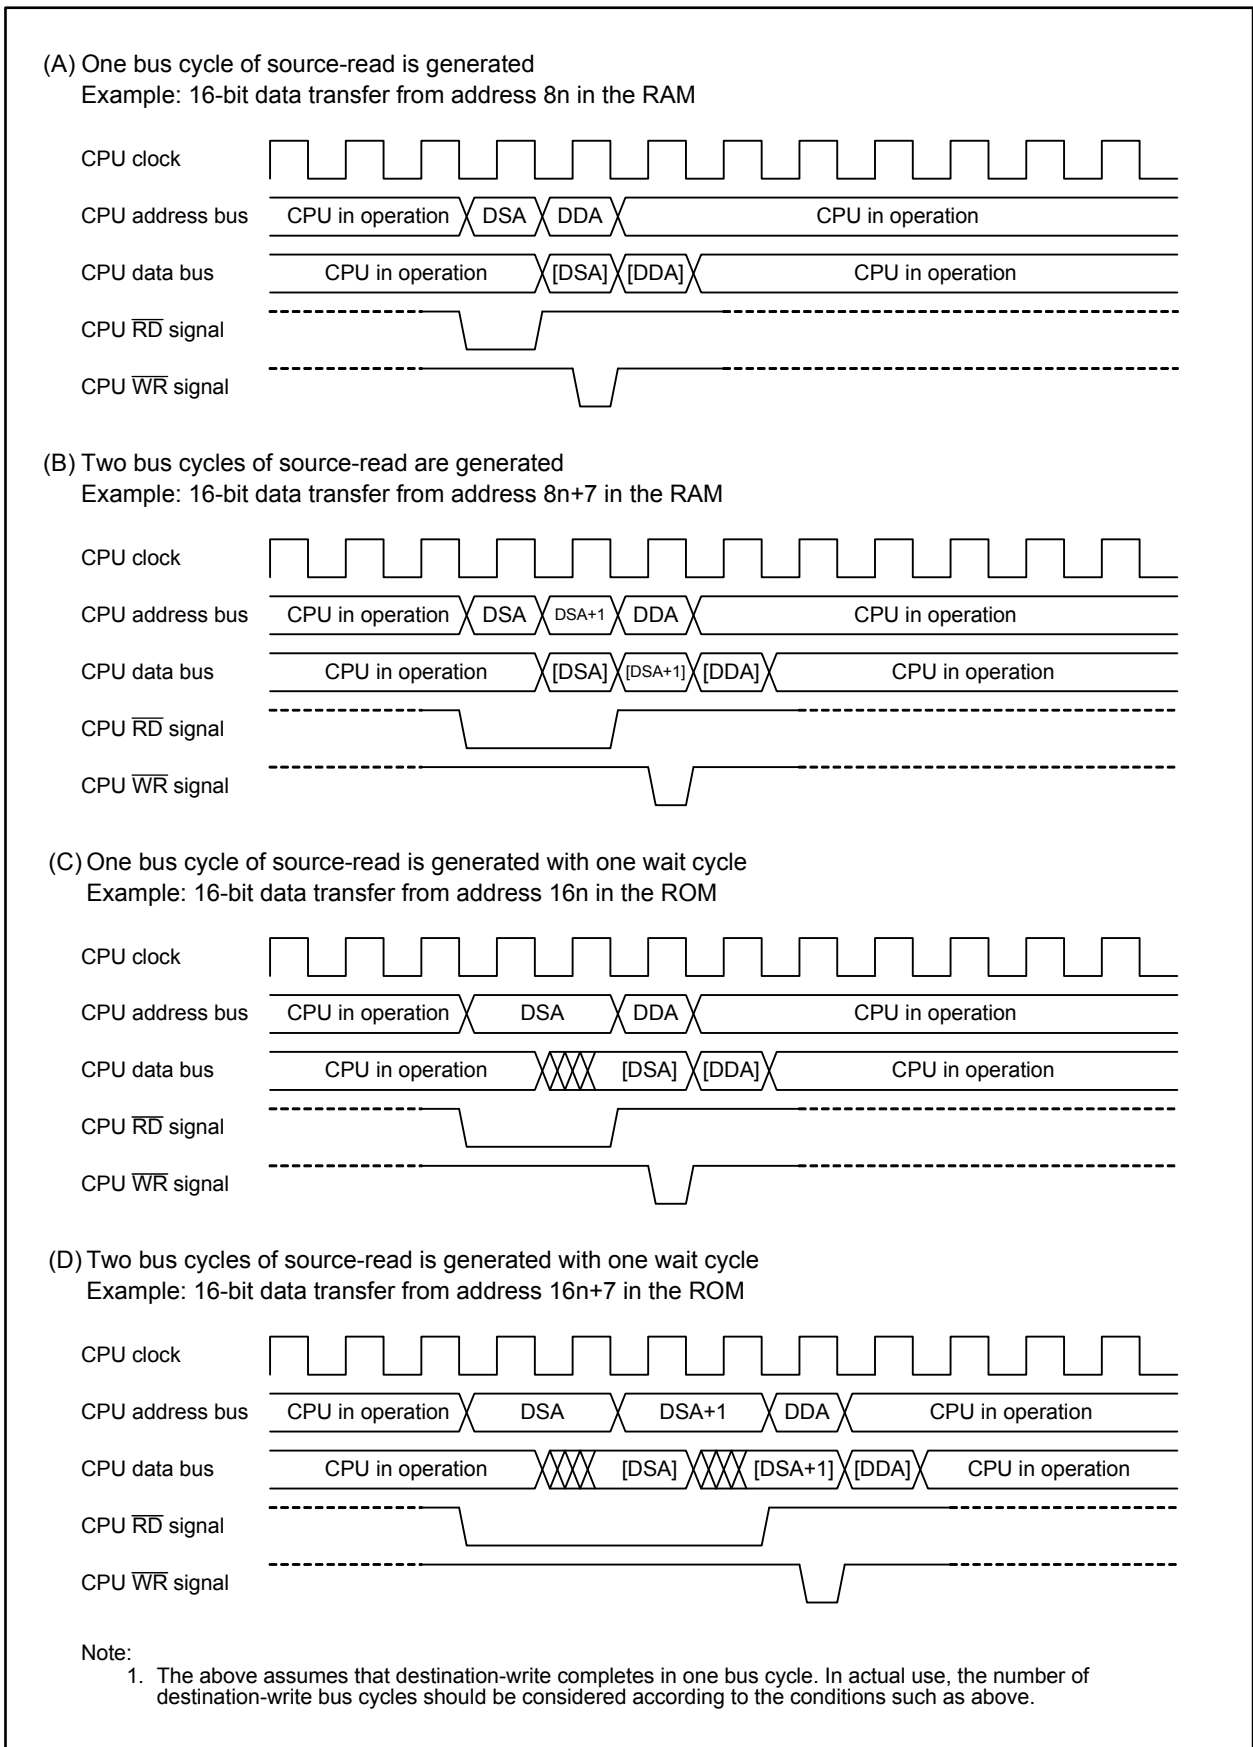 (A) One bus cycle of source-read is generated
Example: 16-bit data transfer from address 8n in the RAM
CPU clock
CPU address bus CPU in operation DSA DDA CPU in operation
CPU data bus CPU in operation [DSA] [DDA] CPU in operation
CPU R̅D̅ signal
CPU W̅R̅ signal
(B) Two bus cycles of source-read are generated
Example: 16-bit data transfer from address 8n+7 in the RAM
CPU clock
CPU address bus CPU in operation DSA DSA+1 DDA CPU in operation
CPU data bus CPU in operation [DSA] [DSA+1] [DDA] CPU in operation
CPU R̅D̅ signal
CPU W̅R̅ signal
(C) One bus cycle of source-read is generated with one wait cycle
Example: 16-bit data transfer from address 16n in the ROM
CPU clock
CPU address bus CPU in operation DSA DDA CPU in operation
CPU data bus CPU in operation [DSA] [DDA] CPU in operation
CPU R̅D̅ signal
CPU W̅R̅ signal
(D) Two bus cycles of source-read is generated with one wait cycle
Example: 16-bit data transfer from address 16n+7 in the ROM
CPU clock
CPU address bus CPU in operation DSA DSA+1 DDA CPU in operation
CPU data bus CPU in operation [DSA] [DSA+1] [DDA] CPU in operation
CPU R̅D̅ signal
CPU W̅R̅ signal
Note:
1. The above assumes that destination-write completes in one bus cycle. In actual use, the number of
destination-write bus cycles should be considered according to the conditions such as above.